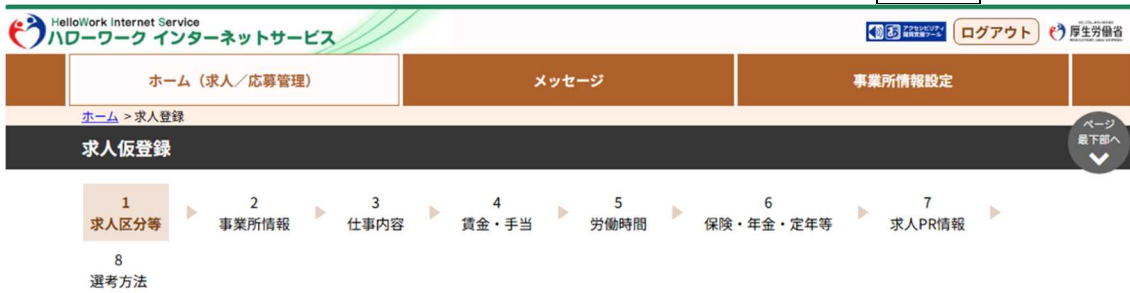 HelloWork Internet Service
ハローワーク インターネットサービス
ログアウト
厚生労働省
ホーム（求人／応募管理）
メッセージ
事業所情報設定
ホーム > 求人登録
ページ
最下部へ
求人仮登録
1
求人区分等
2
事業所情報
3
仕事内容
4
賃金・手当
5
労働時間
6
保険・年金・定年等
7
求人PR情報
8
選考方法